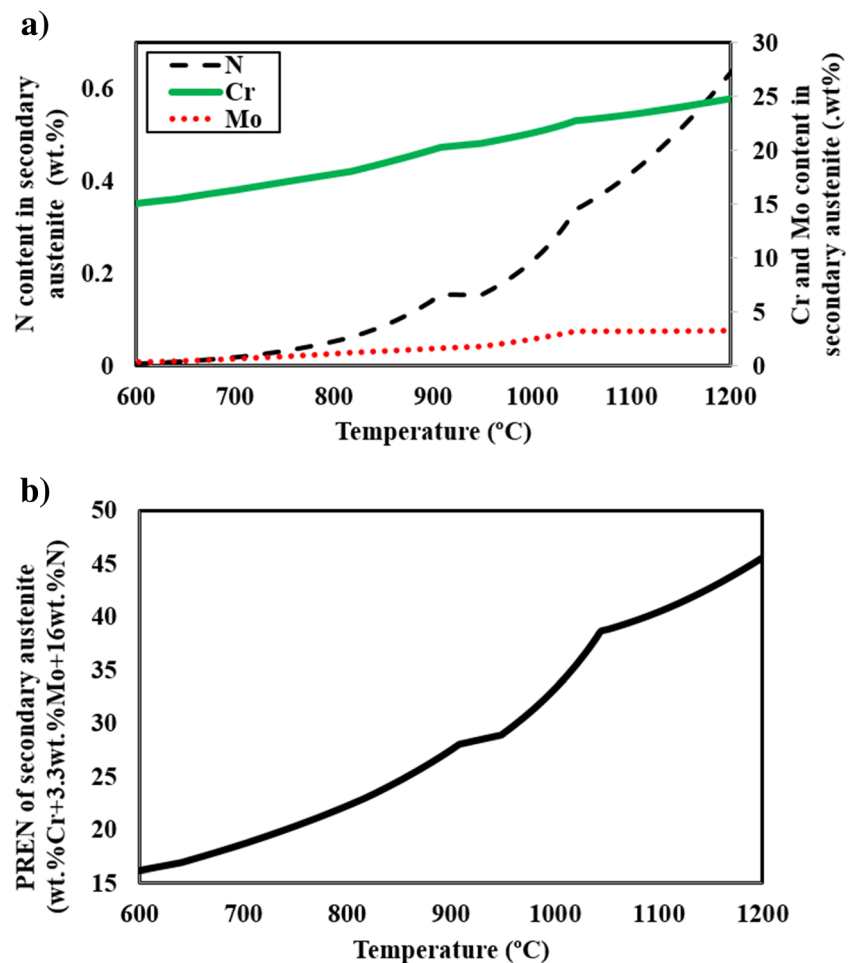 a)
N content in secondary
austenite (wt.%)
0.6
0.4
0.2
0
N
Cr
Mo
30
25
20
15
10
5
0
Cr and Mo content in
secondary austenite (.wt%)
600 700 800 900 1000 1100 1200
Temperature (ºC)
b)
PREN of secondary austenite
(wt.%Cr+3.3wt.%Mo+16wt.%N)
50
45
40
35
30
25
20
15
600 700 800 900 1000 1100 1200
Temperature (ºC)